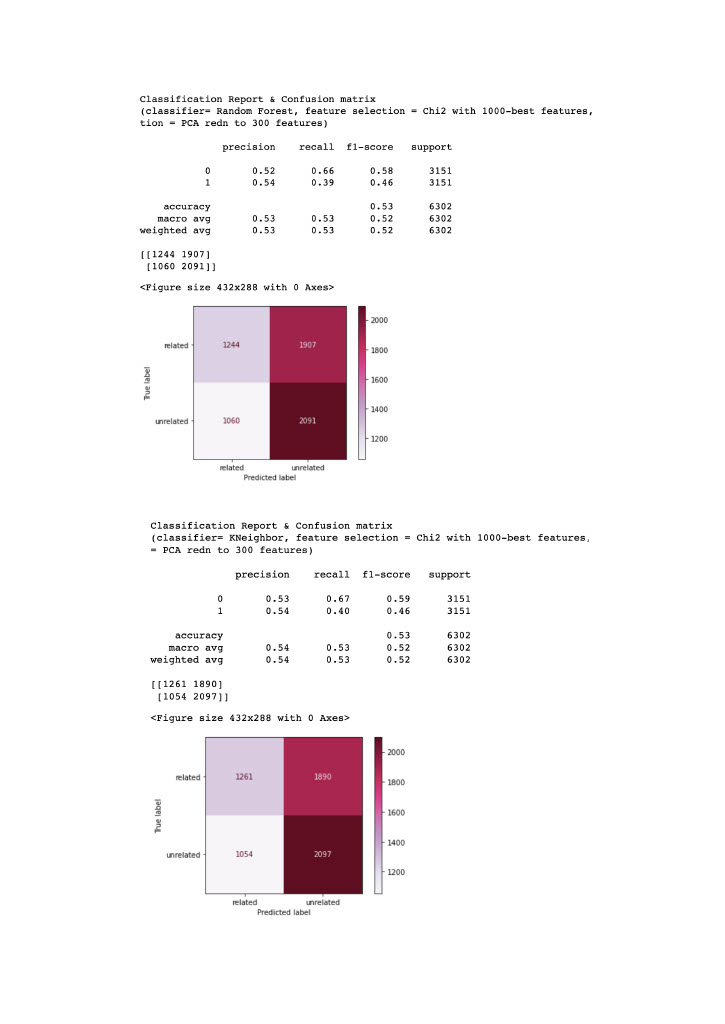 Classification Report & Confusion matrix
(classifier= Random Forest, feature selection = Chi2 with 1000-best features,
tion = PCA redn to 300 features)
precision recall f1-score support
0 0.52 0.66 0.58 3151
1 0.54 0.39 0.46 3151
accuracy 0.53 6302
macro avg 0.53 0.53 0.52 6302
weighted avg 0.53 0.53 0.52 6302
[[1244 1907]
[1060 2091]]
<Figure size 432x288 with 0 Axes>
2000
related 1244 1907
1800
1600
True label
1400
unrelated 1060 2091
1200
related unrelated
Predicted label
Classification Report & Confusion matrix
(classifier= KNeighbor, feature selection = Chi2 with 1000-best features,
= PCA redn to 300 features)
precision recall f1-score support
0 0.53 0.67 0.59 3151
1 0.54 0.40 0.46 3151
accuracy 0.53 6302
macro avg 0.54 0.53 0.52 6302
weighted avg 0.54 0.53 0.52 6302
[[1261 1890]
[1054 2097]]
<Figure size 432x288 with 0 Axes>
2000
related 1261 1890
1800
1600
True label
1400
unrelated 1054 2097
1200
related unrelated
Predicted label